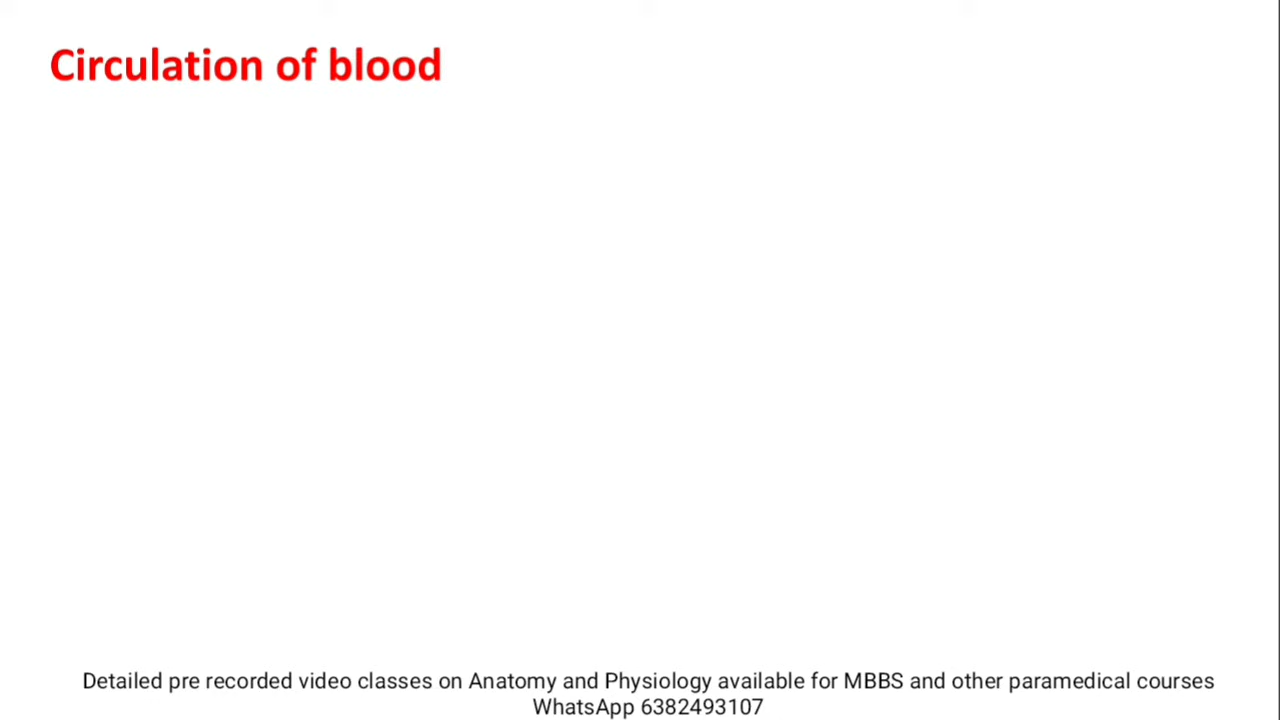 Circulation of blood
Detailed pre recorded video classes on Anatomy and Physiology available for MBBS and other paramedical courses
WhatsApp 6382493107